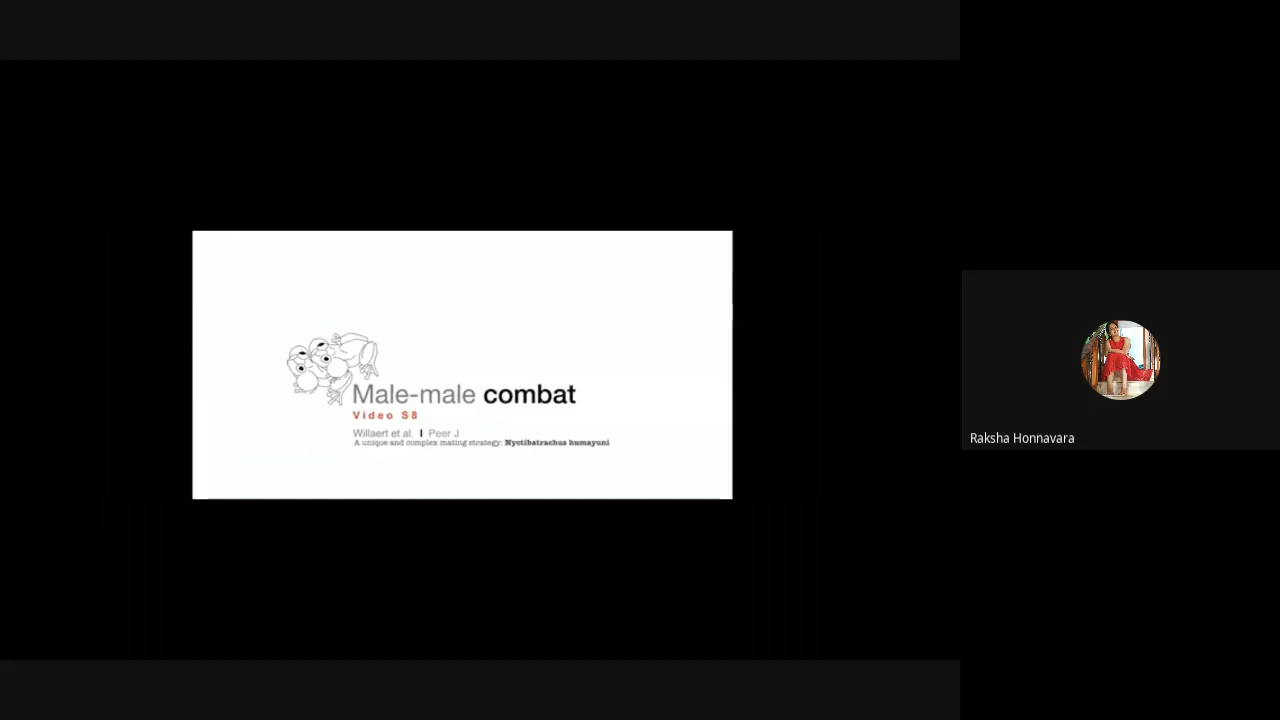 Male-male combat
Video S8
Willaert et al. | Peer J
A unique and complex mating strategy: Nyctibatrachus humayuni
Raksha Honnavara